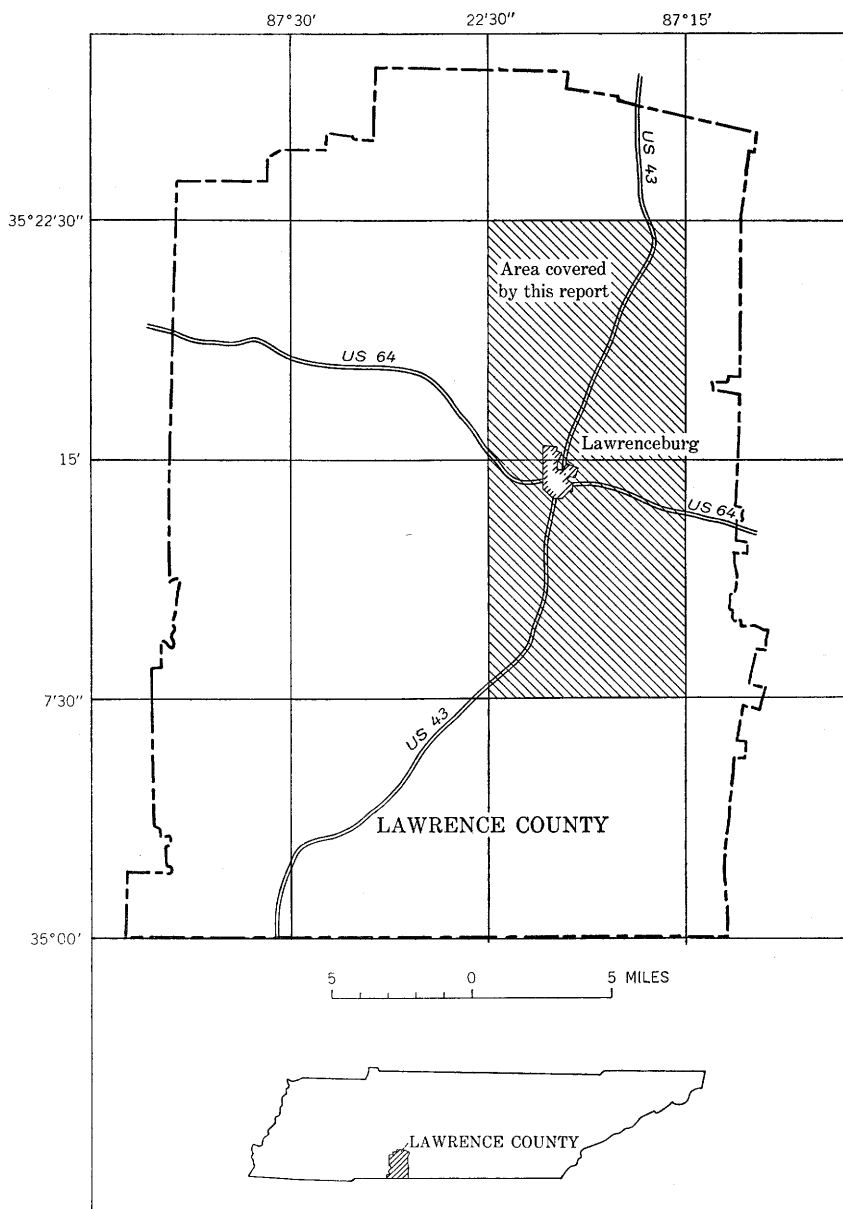 87°30' 22'30" 87°15'
US 43
35°22'30"
Area covered
by this report
US 64
Lawrenceburg
15'
US 64
7'30"
US 43
LAWRENCE COUNTY
35°00'
5 0 5 MILES
LAWRENCE COUNTY